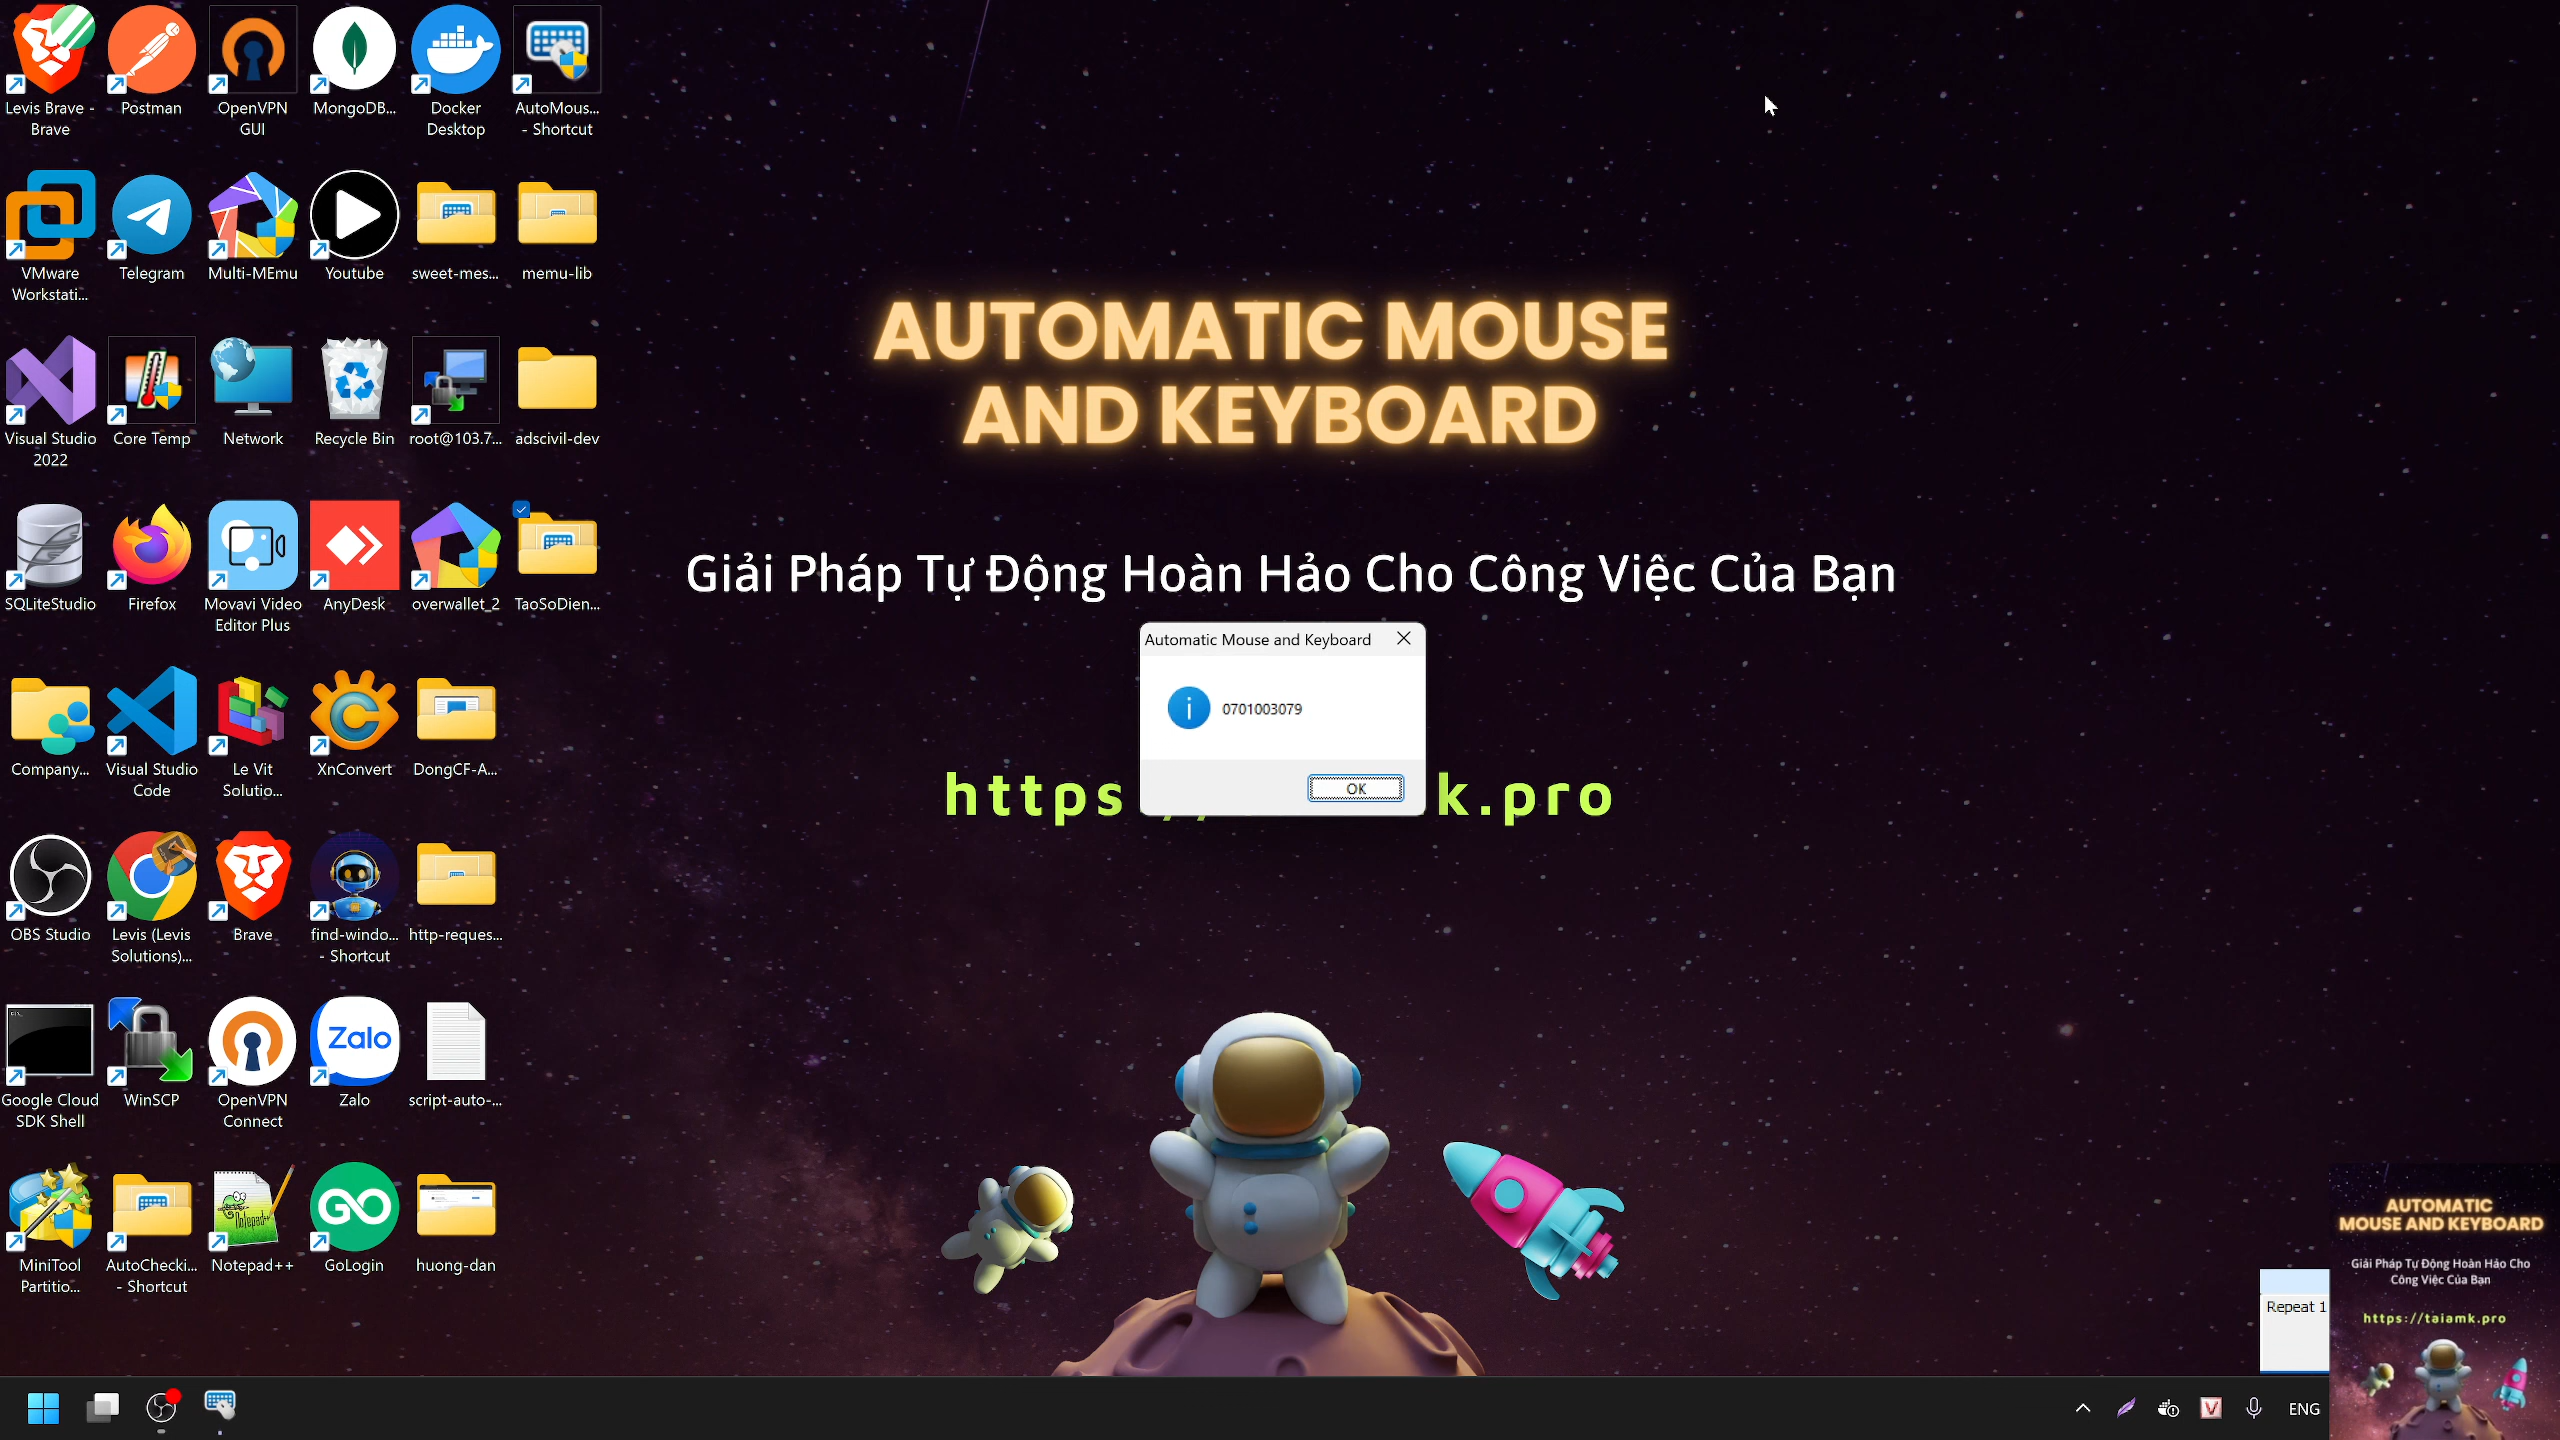 Levis Brave -
Brave
Postman
OpenVPN
GUI
MongoDB...
Docker
Desktop
AutoMous...
- Shortcut
VMware
Workstati...
Telegram
Multi-MEmu
Youtube
sweet-mes...
memu-lib
Visual Studio
2022
Core Temp
Network
Recycle Bin
root@103.7...
adscivil-dev
SQLiteStudio
Firefox
Movavi Video
Editor Plus
AnyDesk
overwallet_2
TaoSoDien...
Company...
Visual Studio
Code
Le Vit
Solutio...
XnConvert
DongCF-A...
OBS Studio
Levis (Levis
Solutions)...
Brave
find-windo...
- Shortcut
http-reques...
Google Cloud
SDK Shell
WinSCP
OpenVPN
Connect
Zalo
Zalo
script-auto-...
MiniTool
Partitio...
AutoChecki...
- Shortcut
Notepad++
GO
GoLogin
huong-dan
AUTOMATIC MOUSE
AND KEYBOARD
Giải Pháp Tự Động Hoàn Hảo Cho Công Việc Của Bạn
Automatic Mouse and Keyboard
0701003079
OK
https
k.pro
AUTOMATIC
MOUSE AND KEYBOARD
Giải Pháp Tự Động Hoàn Hảo Cho
Công Việc Của Bạn
https://taiamk.pro
Repeat 1
ENG